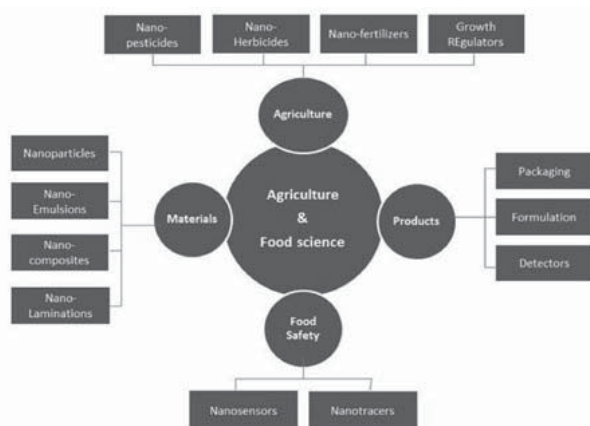 Nano-
pesticides
Nano-
Herbicides
Nano-fertilizers
Growth
REgulators
Agriculture
Nanoparticles
Nano-
Emulsions
Nano-
composites
Nano-
Laminations
Materials
Agriculture
&
Food science
Products
Packaging
Formulation
Detectors
Food
Safety
Nanosensors
Nanotracers